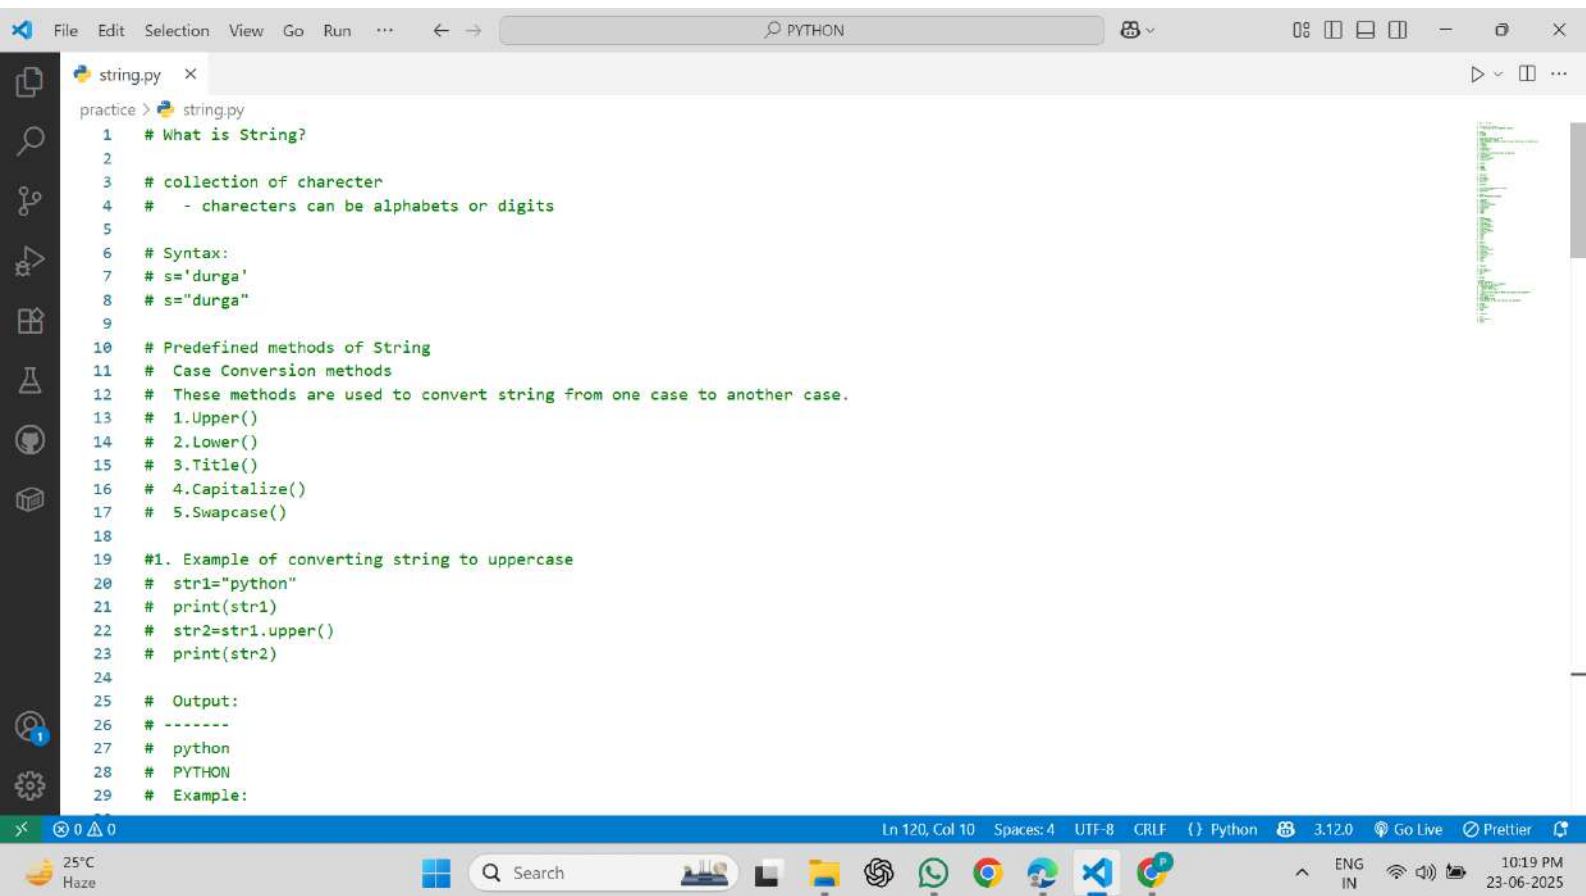 File Edit Selection View Go Run ··· PYTHON
string.py
practice > string.py
1 # What is String?
2
3 # collection of charecter
4 #   - charecters can be alphabets or digits
5
6 # Syntax:
7 # s='durga'
8 # s="durga"
9
10 # Predefined methods of String
11 #  Case Conversion methods
12 #  These methods are used to convert string from one case to another case.
13 #  1.Upper()
14 #  2.Lower()
15 #  3.Title()
16 #  4.Capitalize()
17 #  5.Swapcase()
18
19 #1. Example of converting string to uppercase
20 #  str1="python"
21 #  print(str1)
22 #  str2=str1.upper()
23 #  print(str2)
24
25 #  Output:
26 # -------
27 #  python
28 #  PYTHON
29 #  Example:
1
0 0 Ln 120, Col 10 Spaces: 4 UTF-8 CRLF {} Python 3.12.0 Go Live Prettier
25°C
Haze
Search
P
ENG
IN
10:19 PM
23-06-2025